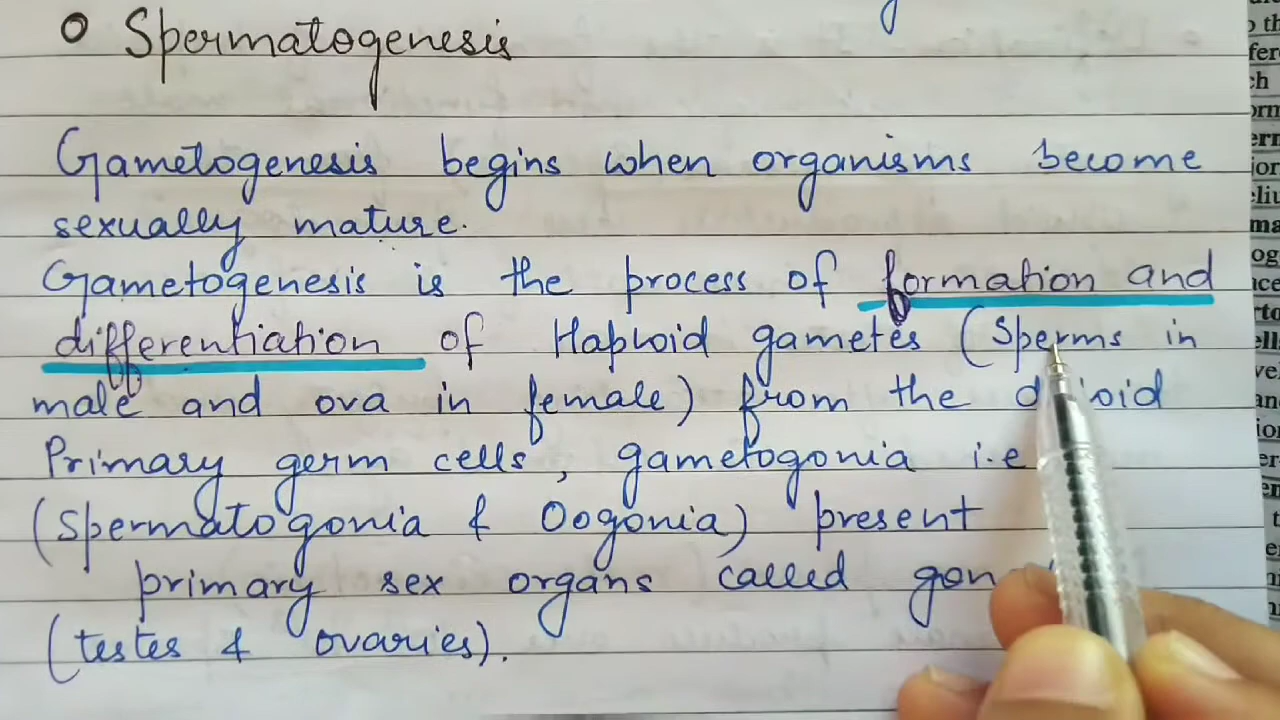 Spermatogenesis
Gametogenesis begins when organisms become
sexually mature.
Gametogenesis is the process of formation and
differentiation of Haploid gametes (Sperms in
male and ova in female) from the
Primary germ cells, gametogonia i.e
(Spermatogonia & Oogonia) present
primary sex organs called
(testes & ovaries).